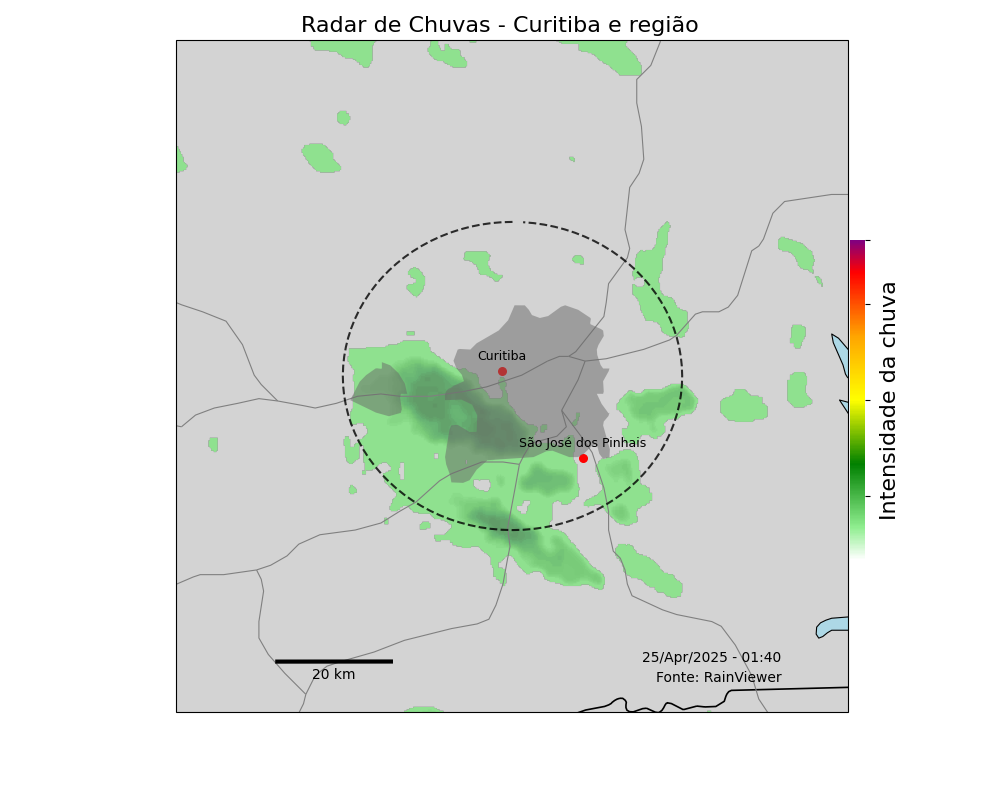 Radar de Chuvas - Curitiba e região
Curitiba
São José dos Pinhais
Intensidade da chuva
20 km
25/Apr/2025 - 01:40
Fonte: RainViewer